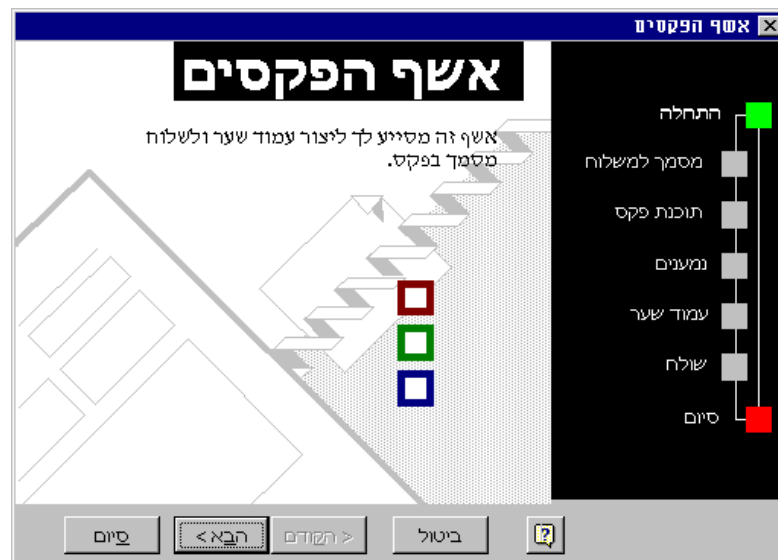 אשף הפקסים
אשף הפקסים
אשף זה מסייע לך ליצור עמוד שער ולשלוח
מסמך בפקס.
התחלה
מסמך למשלוח
תוכנת פקס
נמענים
עמוד שער
שולח
סיום
ביטול
< הקודם
הבא >
סיום